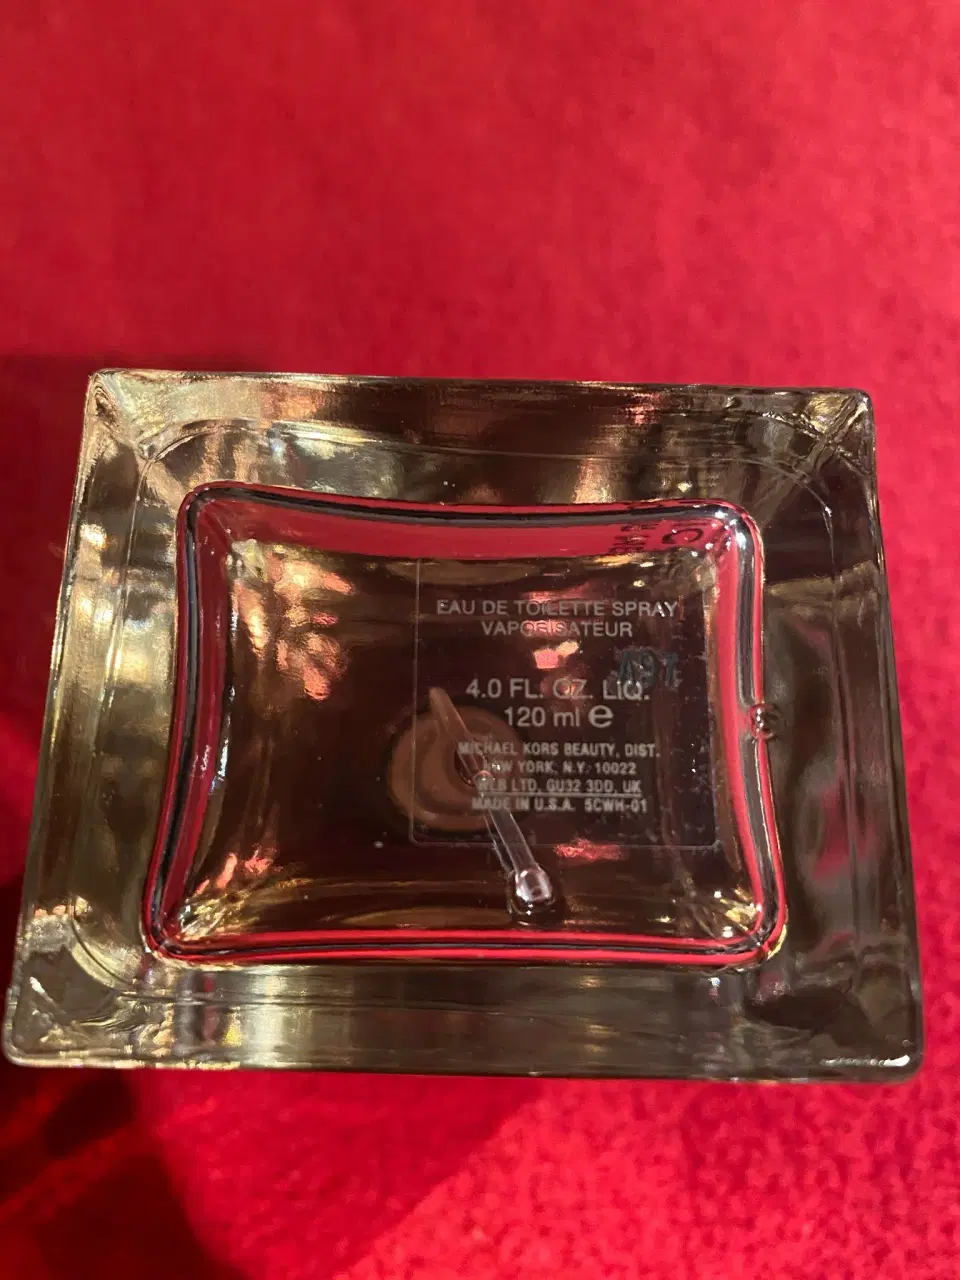 EAU DE TOILETTE SPRAY
VAPORISATEUR
4.0 FL. OZ. LIQ.
120 ml e
MICHAEL KORS BEAUTY, DIST.
NEW YORK, N.Y. 10022
LTD, GU32 3DD, UK
MADE IN U.S.A. 5CWH-01